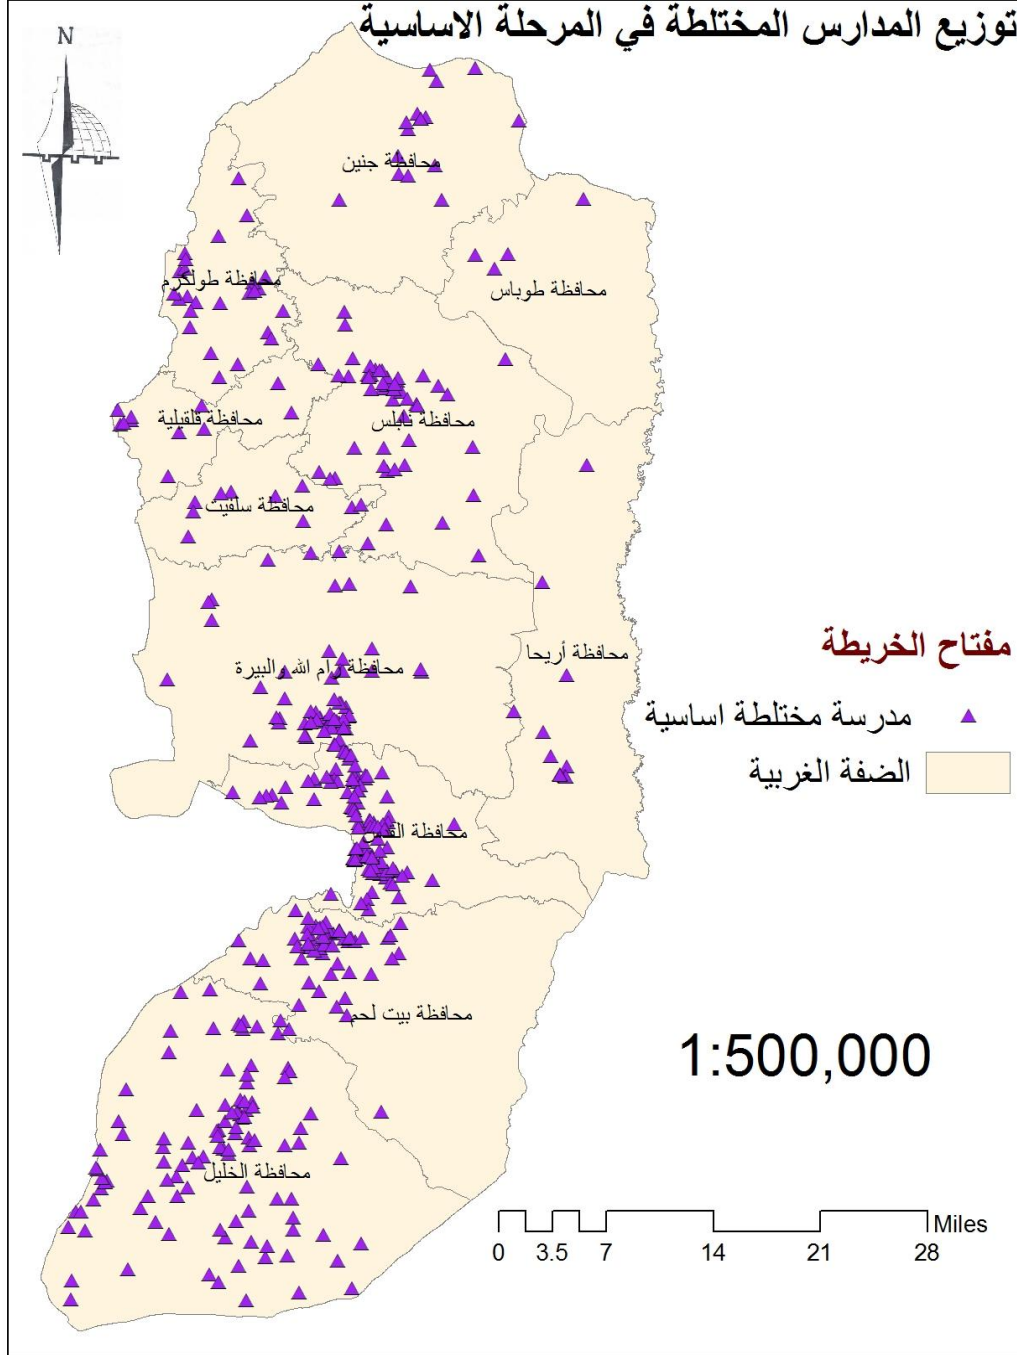 توزيع المدارس المختلطة في المرحلة الاساسية
N
محافظة جنين
محافظة طولكرم
محافظة طوباس
محافظة قلقيلية
محافظة نابلس
محافظة سلفيت
محافظة أريحا
محافظة رام الله والبيرة
محافظة القدس
محافظة بيت لحم
محافظة الخليل
مفتاح الخريطة
مدرسة مختلطة اساسية
الضفة الغربية
1:500,000
Miles
0 3.5 7 14 21 28